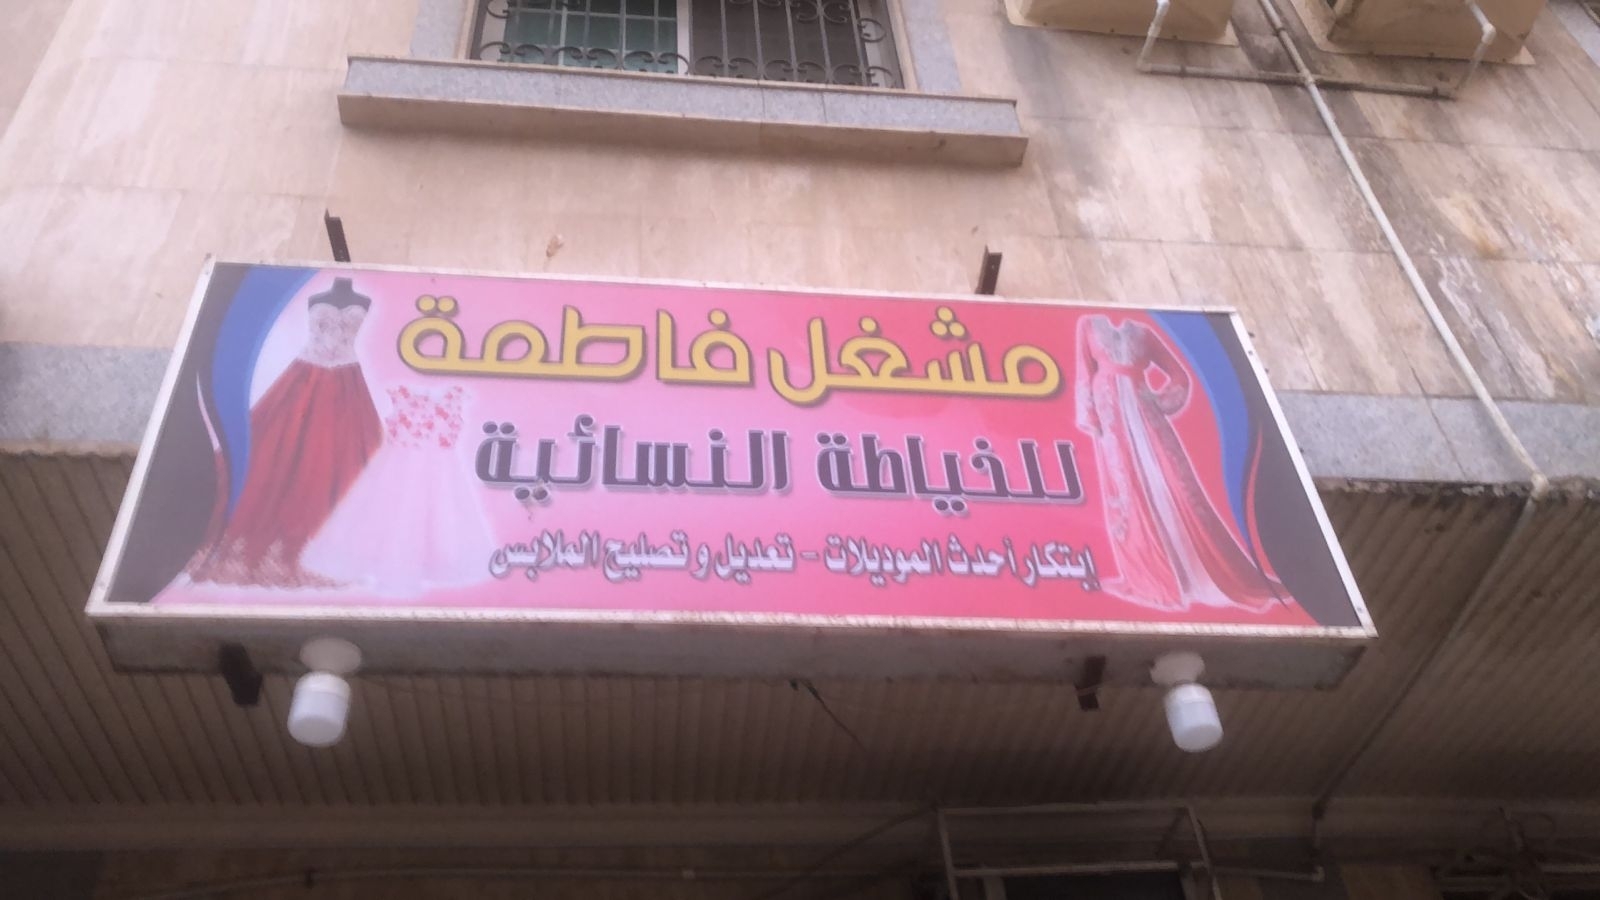 مشغل فاطمة
للخياطة النسائية
إبتكار أحدث الموديلات - تعديل و تصليح الملابس